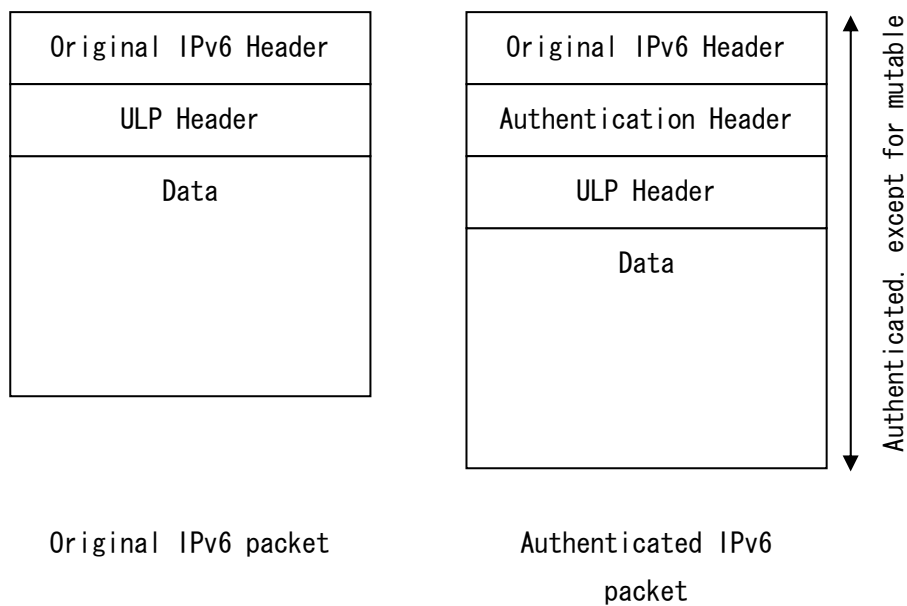 Original IPv6 Header
ULP Header
Data
Original IPv6 packet
Original IPv6 Header
Authentication Header
ULP Header
Data
Authenticated IPv6
packet
Authenticated, except for mutable